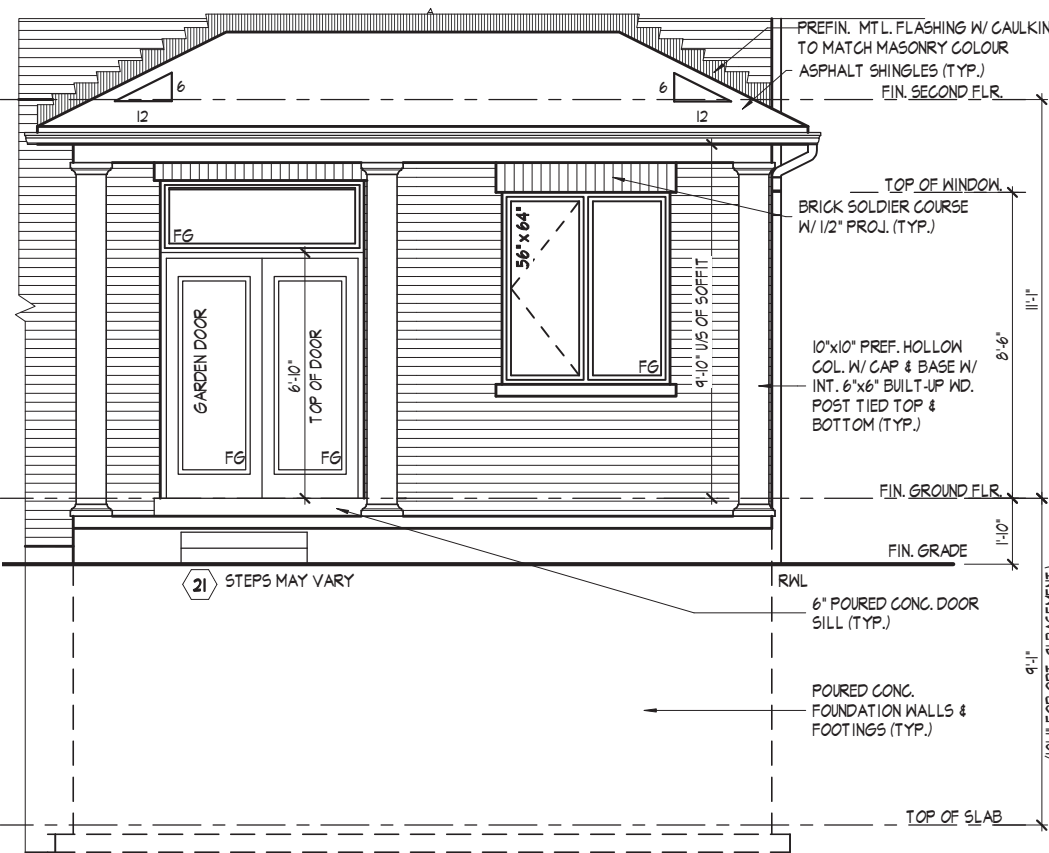 PREFIN. MTL. FLASHING W/ CAULKIN
TO MATCH MASONRY COLOUR
ASPHALT SHINGLES (TYP.)
FIN. SECOND FLR.
6
12
6
12
TOP OF WINDOW.
BRICK SOLDIER COURSE
W/ 1/2" PROJ. (TYP.)
FG
56"x64"
9'-10" U/S OF SOFFIT
11'-1"
8'-6"
GARDEN DOOR
6'-10"
TOP OF DOOR
FG
FG
FG
10"x10" PREF. HOLLOW
COL. W/ CAP & BASE W/
INT. 6"x6" BUILT-UP WD.
POST TIED TOP &
BOTTOM (TYP.)
FIN. GROUND FLR.
1'-10"
FIN. GRADE
21 STEPS MAY VARY
RWL
6" POURED CONC. DOOR
SILL (TYP.)
9'-1"
POURED CONC.
FOUNDATION WALLS &
FOOTINGS (TYP.)
TOP OF SLAB